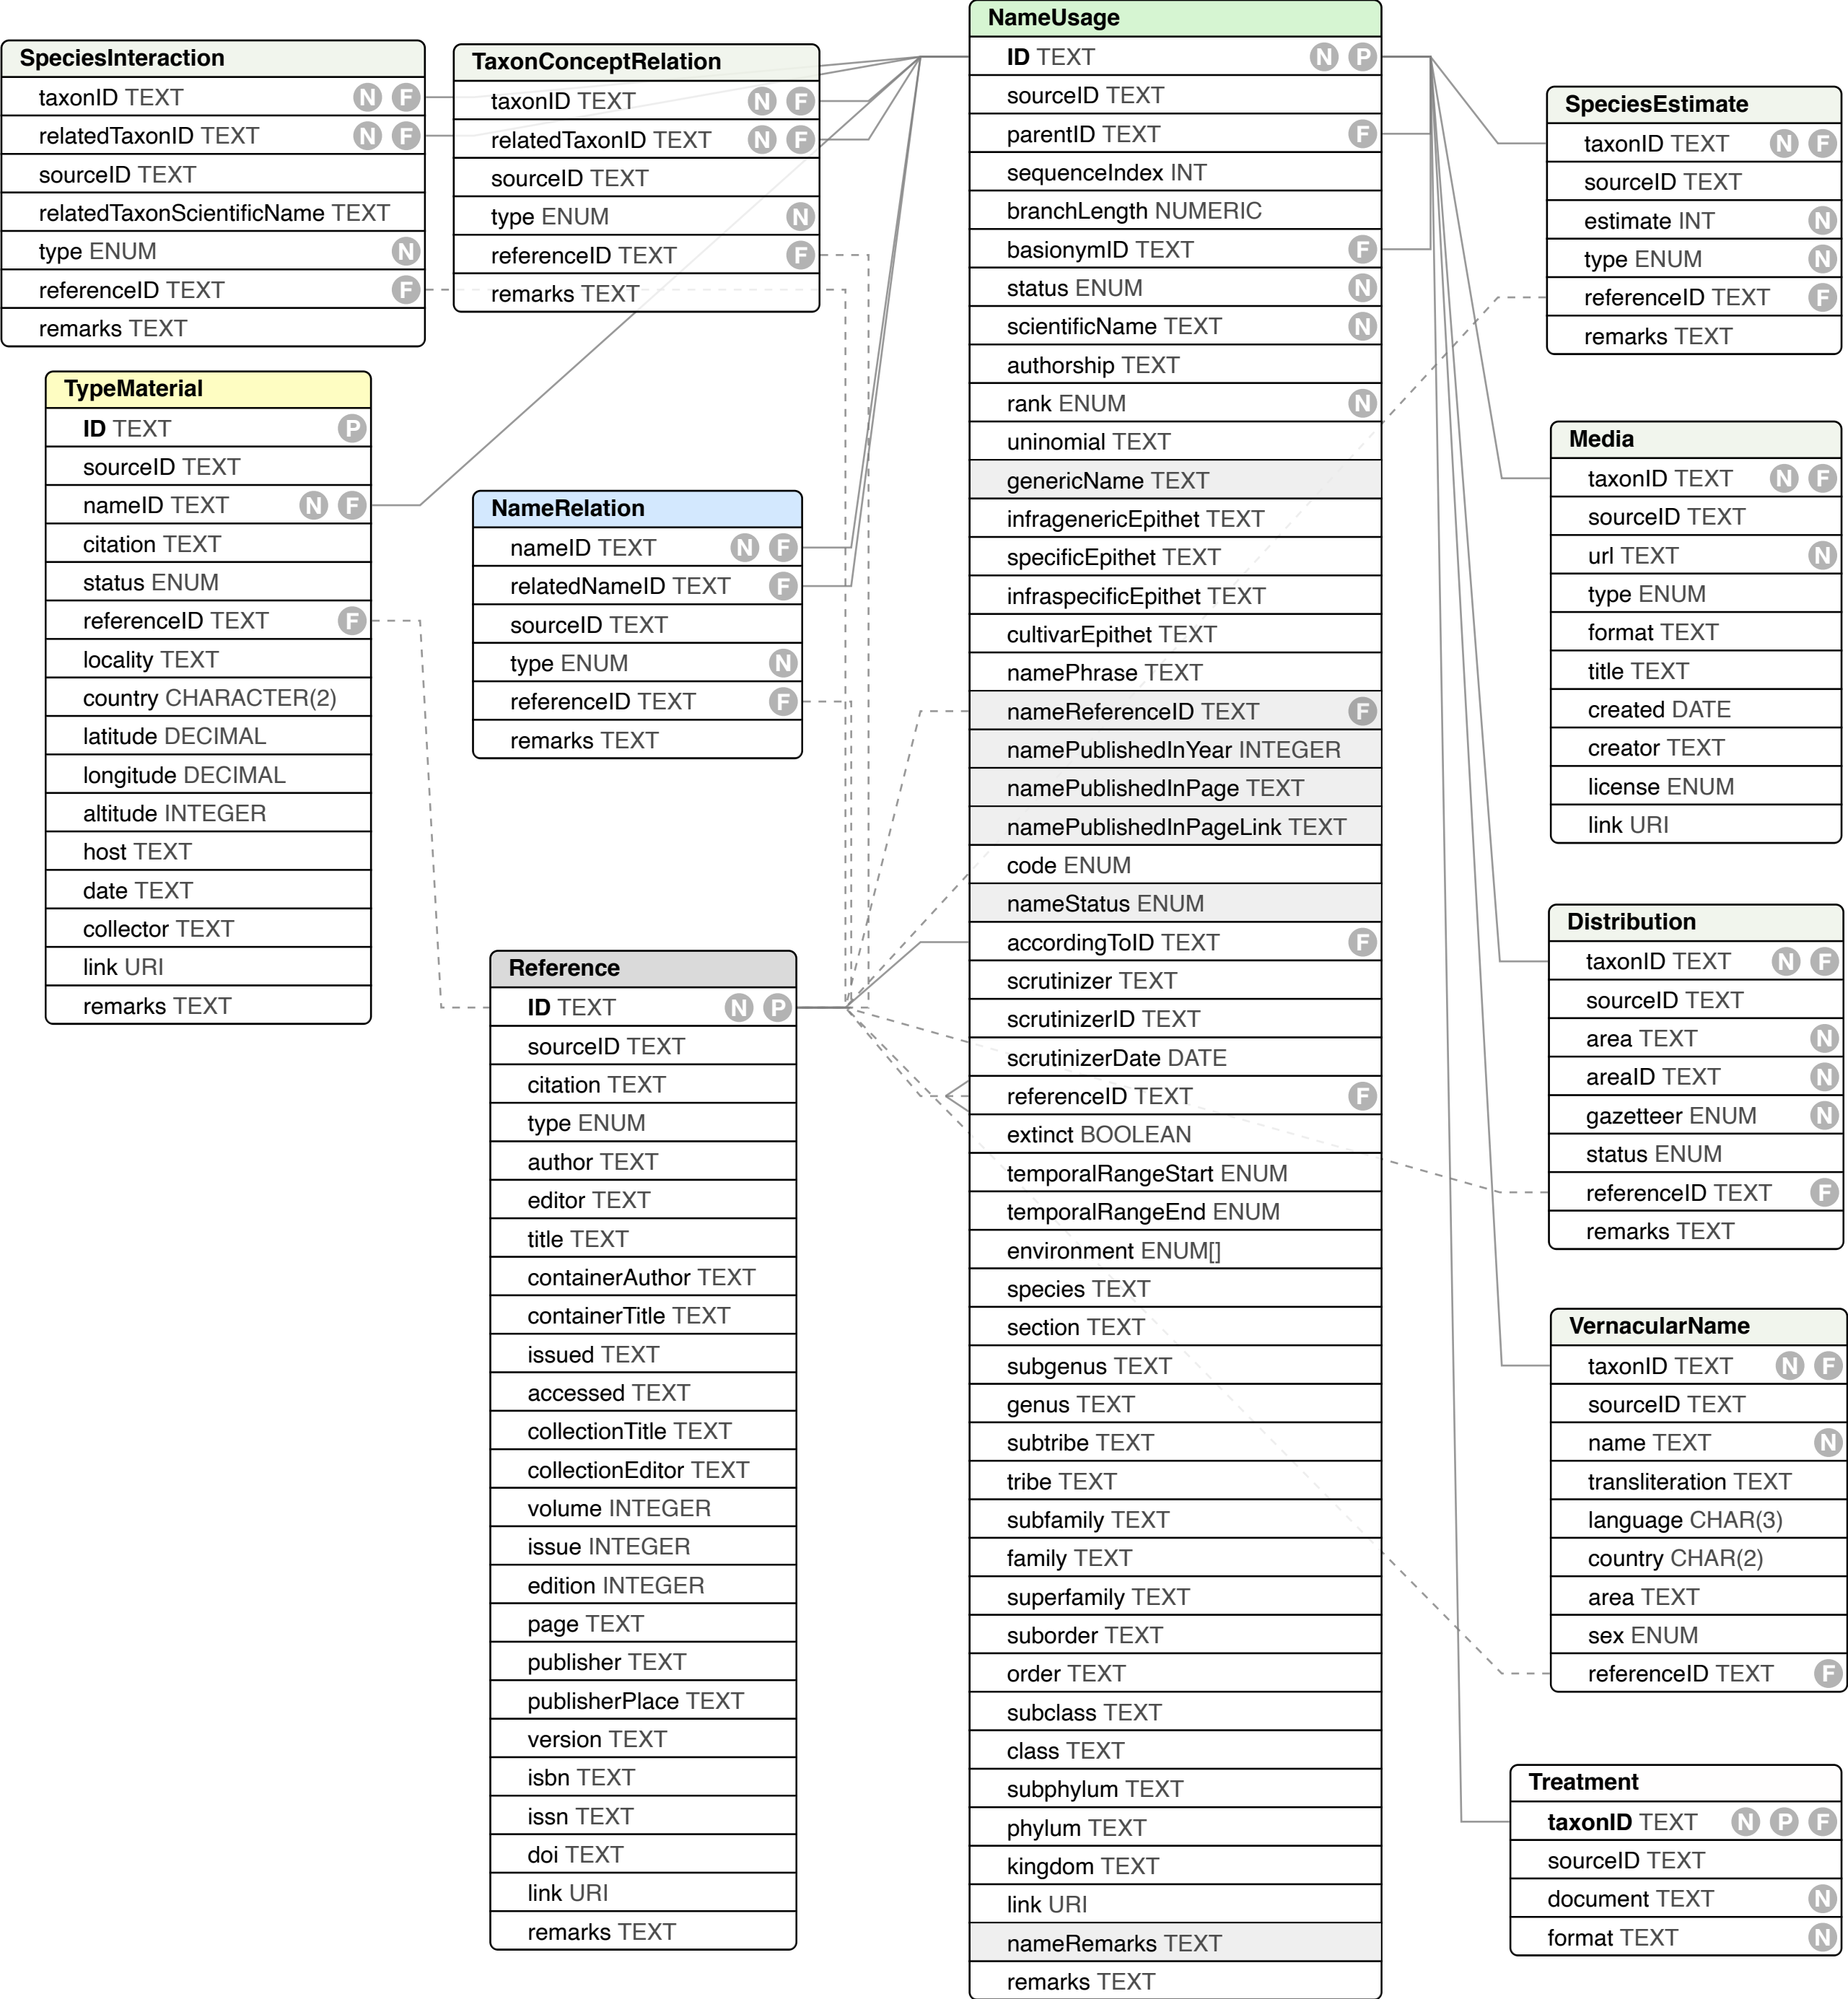 SpeciesInteraction
taxonID TEXT N F
relatedTaxonID TEXT N F
sourceID TEXT
relatedTaxonScientificName TEXT
type ENUM N
referenceID TEXT F
remarks TEXT
TaxonConceptRelation
taxonID TEXT N F
relatedTaxonID TEXT N F
sourceID TEXT
type ENUM N
referenceID TEXT F
remarks TEXT
TypeMaterial
ID TEXT P
sourceID TEXT
nameID TEXT N F
citation TEXT
status ENUM
referenceID TEXT F
locality TEXT
country CHARACTER(2)
latitude DECIMAL
longitude DECIMAL
altitude INTEGER
host TEXT
date TEXT
collector TEXT
link URI
remarks TEXT
NameRelation
nameID TEXT N F
relatedNameID TEXT F
sourceID TEXT
type ENUM N
referenceID TEXT F
remarks TEXT
Reference
ID TEXT N P
sourceID TEXT
citation TEXT
type ENUM
author TEXT
editor TEXT
title TEXT
containerAuthor TEXT
containerTitle TEXT
issued TEXT
accessed TEXT
collectionTitle TEXT
collectionEditor TEXT
volume INTEGER
issue INTEGER
edition INTEGER
page TEXT
publisher TEXT
publisherPlace TEXT
version TEXT
isbn TEXT
issn TEXT
doi TEXT
link URI
remarks TEXT
NameUsage
ID TEXT N P
sourceID TEXT
parentID TEXT F
sequenceIndex INT
branchLength NUMERIC
basionymID TEXT F
status ENUM N
scientificName TEXT N
authorship TEXT
rank ENUM N
uninomial TEXT
genericName TEXT
infragenericEpithet TEXT
specificEpithet TEXT
infraspecificEpithet TEXT
cultivarEpithet TEXT
namePhrase TEXT
nameReferenceID TEXT F
namePublishedInYear INTEGER
namePublishedInPage TEXT
namePublishedInPageLink TEXT
code ENUM
nameStatus ENUM
accordingToID TEXT F
scrutinizer TEXT
scrutinizerID TEXT
scrutinizerDate DATE
referenceID TEXT F
extinct BOOLEAN
temporalRangeStart ENUM
temporalRangeEnd ENUM
environment ENUM[]
species TEXT
section TEXT
subgenus TEXT
genus TEXT
subtribe TEXT
tribe TEXT
subfamily TEXT
family TEXT
superfamily TEXT
suborder TEXT
order TEXT
subclass TEXT
class TEXT
subphylum TEXT
phylum TEXT
kingdom TEXT
link URI
nameRemarks TEXT
remarks TEXT
SpeciesEstimate
taxonID TEXT N F
sourceID TEXT
estimate INT N
type ENUM N
referenceID TEXT F
remarks TEXT
Media
taxonID TEXT N F
sourceID TEXT
url TEXT N
type ENUM
format TEXT
title TEXT
created DATE
creator TEXT
license ENUM
link URI
Distribution
taxonID TEXT N F
sourceID TEXT
area TEXT N
areaID TEXT N
gazetteer ENUM N
status ENUM
referenceID TEXT F
remarks TEXT
VernacularName
taxonID TEXT N F
sourceID TEXT
name TEXT N
transliteration TEXT
language CHAR(3)
country CHAR(2)
area TEXT
sex ENUM
referenceID TEXT F
Treatment
taxonID TEXT N P F
sourceID TEXT
document TEXT N
format TEXT N